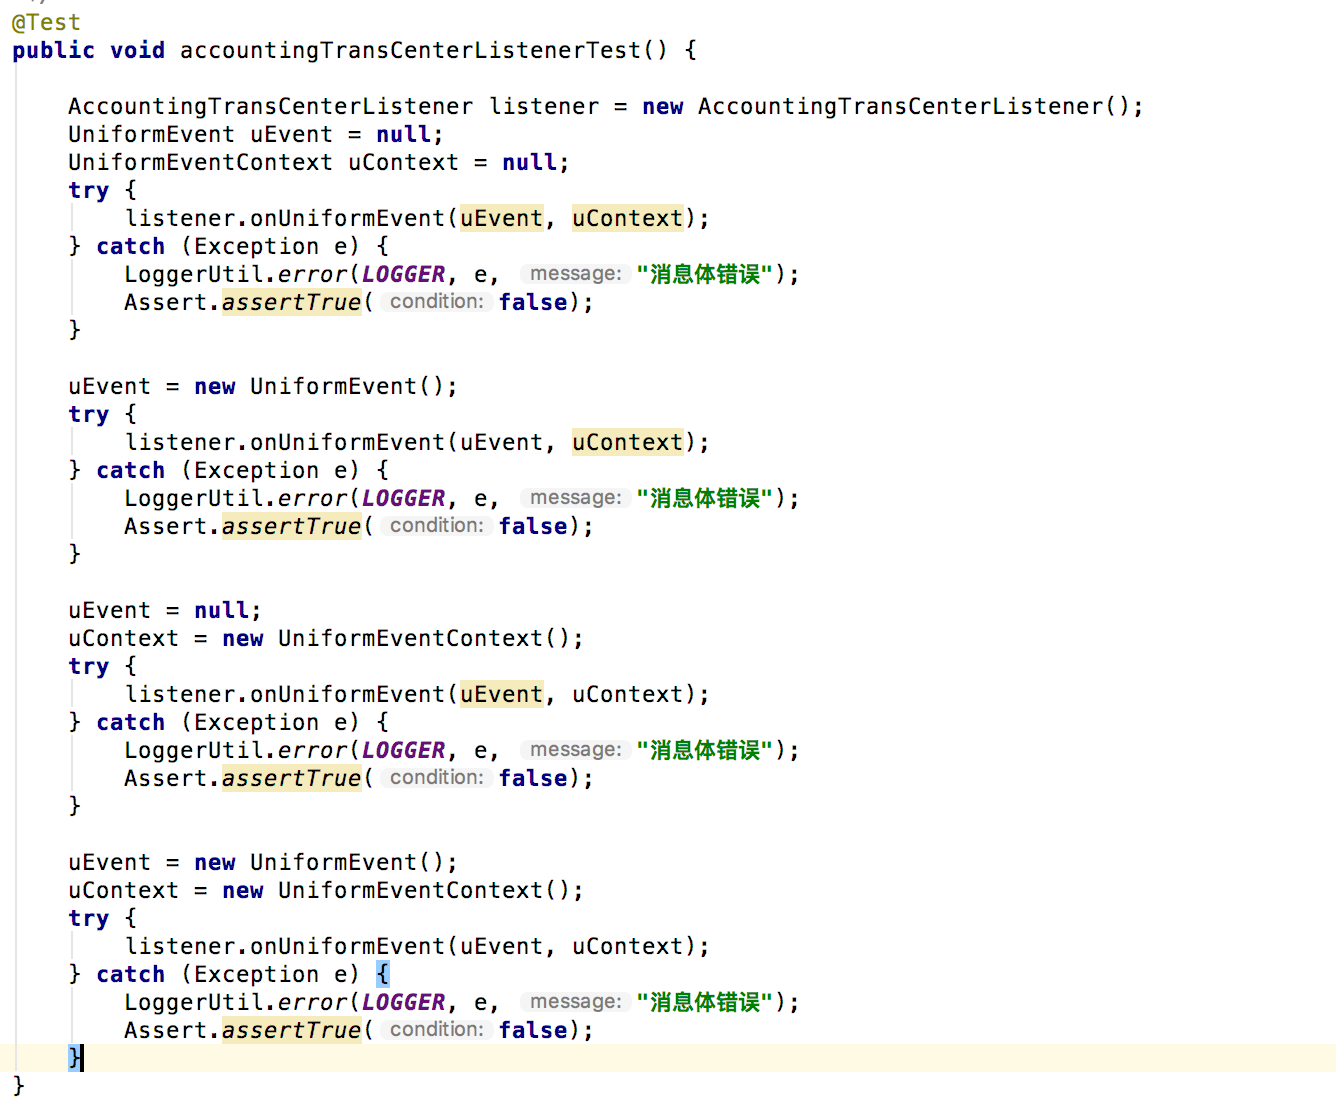 @Test
public void accountingTransCenterListenerTest() {
AccountingTransCenterListener listener = new AccountingTransCenterListener();
UniformEvent uEvent = null;
UniformEventContext uContext = null;
try {
listener.onUniformEvent(uEvent, uContext);
} catch (Exception e) {
LoggerUtil.error(LOGGER, e, message: "消息体错误");
Assert.assertTrue( condition: false);
}
uEvent = new UniformEvent();
try {
listener.onUniformEvent(uEvent, uContext);
} catch (Exception e) {
LoggerUtil.error(LOGGER, e, message: "消息体错误");
Assert.assertTrue( condition: false);
}
uEvent = null;
uContext = new UniformEventContext();
try {
listener.onUniformEvent(uEvent, uContext);
} catch (Exception e) {
LoggerUtil.error(LOGGER, e, message: "消息体错误");
Assert.assertTrue( condition: false);
}
uEvent = new UniformEvent();
uContext = new UniformEventContext();
try {
listener.onUniformEvent(uEvent, uContext);
} catch (Exception e) {
LoggerUtil.error(LOGGER, e, message: "消息体错误");
Assert.assertTrue( condition: false);
}
}